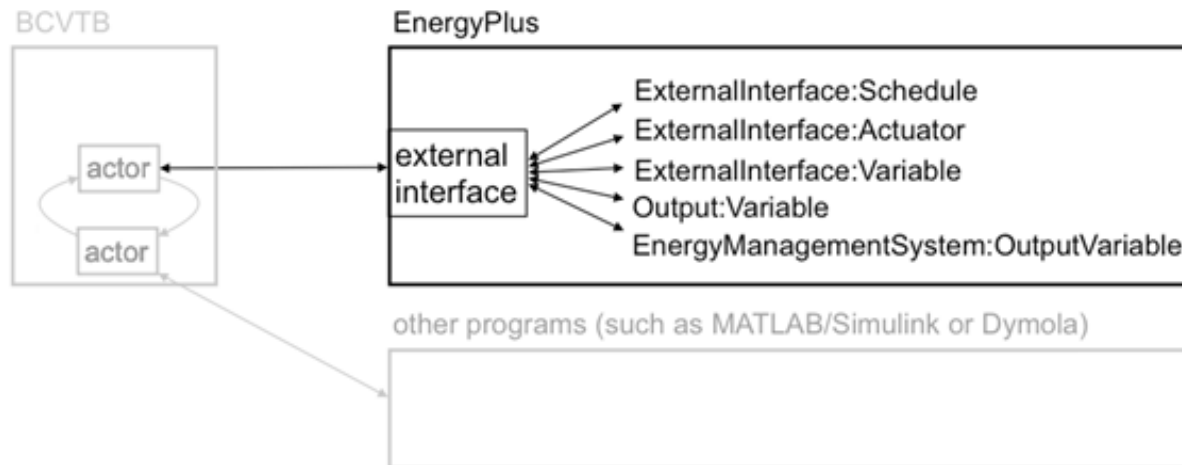 BCVTB
EnergyPlus
ExternalInterface:Schedule
ExternalInterface:Actuator
ExternalInterface:Variable
Output:Variable
EnergyManagementSystem:OutputVariable
external
interface
actor
actor
other programs (such as MATLAB/Simulink or Dymola)